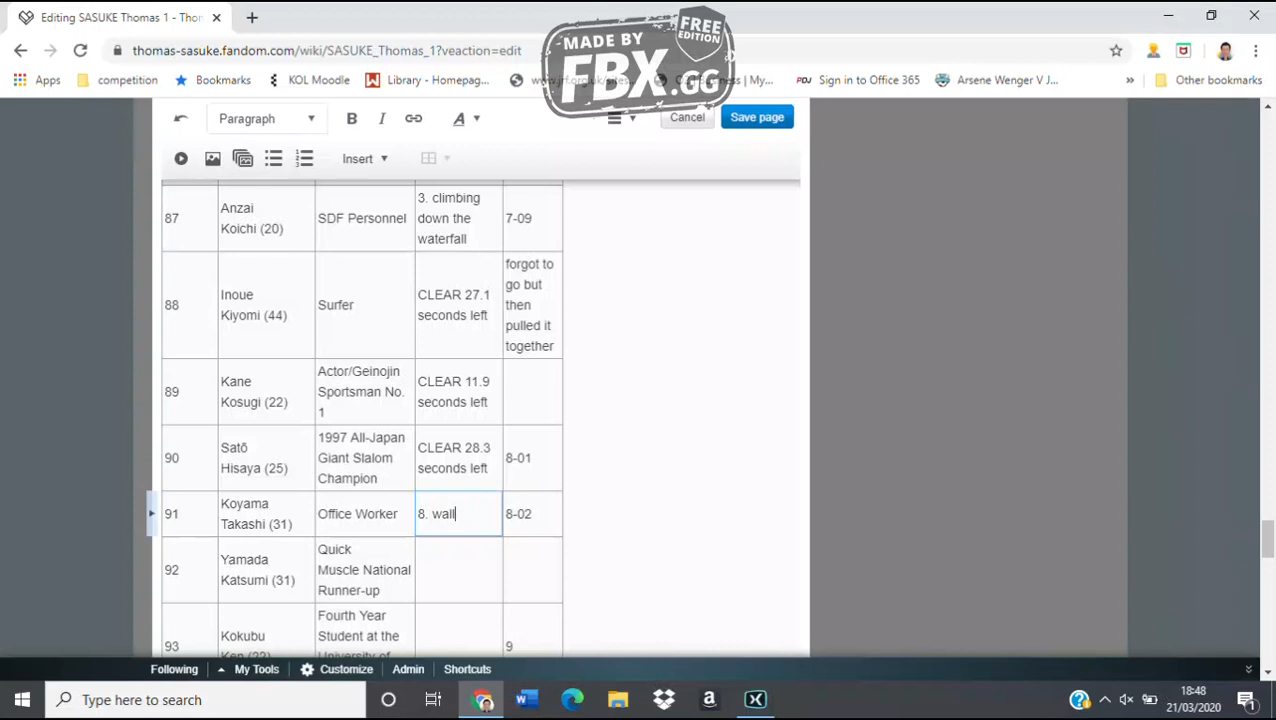 Editing SASUKE Thomas 1 - Thor
thomas-sasuke.fandom.com/wiki/SASUKE_Thomas_1?veaction=edit
MADE BY
FBX.GG
FREE
EDITION
Apps
competition
Bookmarks
KOL Moodle
Library - Homepag...
Sign in to Office 365
Arsene Wenger V J...
Other bookmarks
Paragraph
B
I
A
Cancel
Save page
Insert
87
Anzai
Koichi (20)
SDF Personnel
3. climbing
down the
waterfall
7-09
88
Inoue
Kiyomi (44)
Surfer
CLEAR 27.1
seconds left
forgot to
go but
then
pulled it
together
89
Kane
Kosugi (22)
Actor/Geinojin
Sportsman No.
1
CLEAR 11.9
seconds left
90
Satō
Hisaya (25)
1997 All-Japan
Giant Slalom
Champion
CLEAR 28.3
seconds left
8-01
91
Koyama
Takashi (31)
Office Worker
8. wall
8-02
92
Yamada
Katsumi (31)
Quick
Muscle National
Runner-up
93
Kokubu
Fourth Year
Student at the
University of
9
Following
My Tools
Customize
Admin
Shortcuts
Type here to search
18:48
21/03/2020